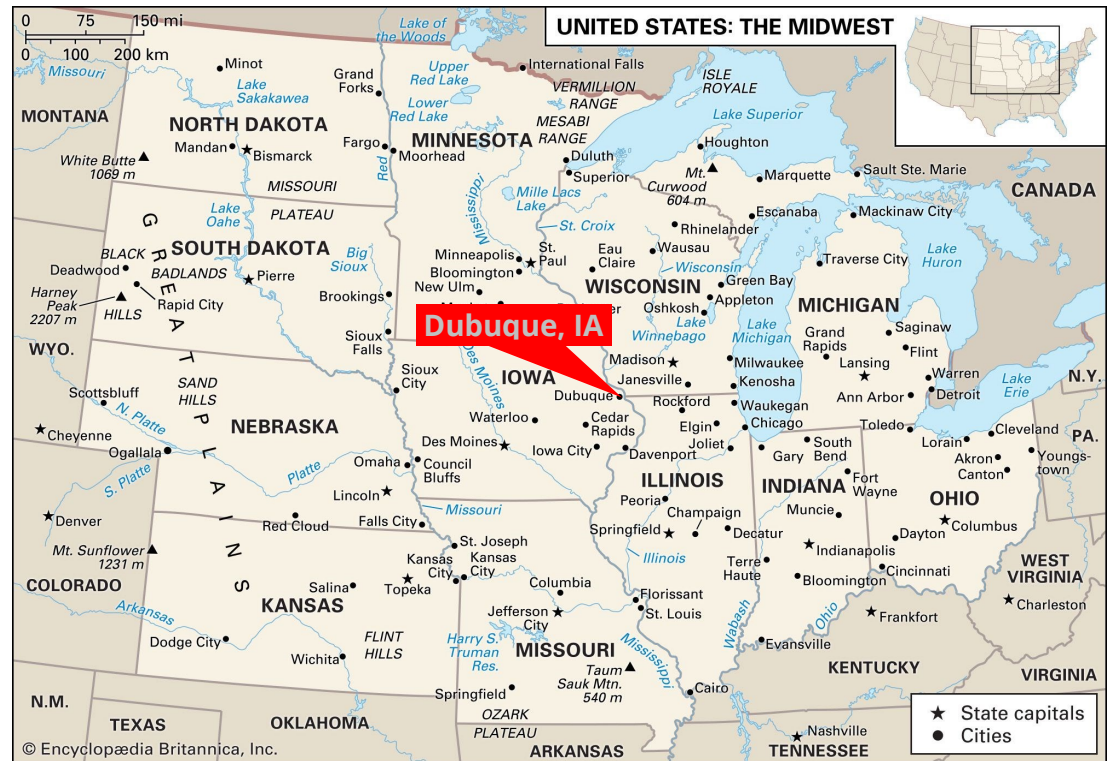 0 75 150 mi
0 100 200 km
UNITED STATES: THE MIDWEST
Lake of
the Woods
Missouri
Minot
Lake
Sakakawea
Grand
Forks
Upper
Red Lake
Lower
Red Lake
International Falls
VERMILLION
RANGE
MESABI
RANGE
ISLE
ROYALE
Lake Superior
MONTANA
NORTH DAKOTA
MINNESOTA
Mandan
Bismarck
Fargo
Moorhead
Red
Houghton
White Butte
1069 m
Duluth
Superior
Mt.
Curwood
604 m
Marquette
Sault Ste. Marie
CANADA
MISSOURI
PLATEAU
Mississippi
Mille Lacs
Lake
St. Croix
Escanaba
Mackinaw City
Lake
Oahe
Rhinelander
SOUTH DAKOTA
BLACK
HILLS
BADLANDS
Deadwood
Pierre
Big
Sioux
Minneapolis
St.
Paul
Bloomington
Eau
Claire
Wausau
Wisconsin
Traverse City
Lake
Huron
Harney
Peak
2207 m
Rapid City
Brookings
New Ulm
WISCONSIN
Green Bay
Appleton
Oshkosh
MICHIGAN
GREAT PLAINS
Dubuque, IA
Lake
Winnebago
Lake
Michigan
Grand
Rapids
Saginaw
Flint
Lansing
WYO.
Sioux
Falls
Des Moines
Madison
Milwaukee
Warren
Janesville
Kenosha
Ann Arbor
Detroit
Lake
Erie
N.Y.
SAND
HILLS
Sioux
City
IOWA
Dubuque
Rockford
Waukegan
Scottsbluff
N. Platte
NEBRASKA
Waterloo
Cedar
Rapids
Elgin
Chicago
Toledo
Cleveland
Lorain
PA.
Cheyenne
Ogallala
S. Platte
Platte
Des Moines
Iowa City
Davenport
Joliet
Gary
South
Bend
Akron
Canton
Youngs-
town
Omaha
Council
Bluffs
ILLINOIS
INDIANA
Fort
Wayne
OHIO
Lincoln
Missouri
Peoria
Champaign
Muncie
Denver
Red Cloud
Falls City
Springfield
Decatur
Columbus
Dayton
Mt. Sunflower
1231 m
St. Joseph
Kansas
City
Kansas
City
Illinois
Terre
Haute
Indianapolis
Bloomington
Cincinnati
WEST
VIRGINIA
COLORADO
Salina
Topeka
Columbia
KANSAS
Florissant
St. Louis
Wabash
Ohio
Frankfort
Charleston
Arkansas
Jefferson
City
Dodge City
FLINT
HILLS
Harry S.
Truman
Res.
MISSOURI
Mississippi
Evansville
KENTUCKY
Wichita
Taum
Sauk Mtn.
540 m
VIRGINIA
N.M.
Springfield
Cairo
TEXAS
OKLAHOMA
OZARK
PLATEAU
ARKANSAS
Nashville
TENNESSEE
State capitals
Cities
© Encyclopædia Britannica, Inc.